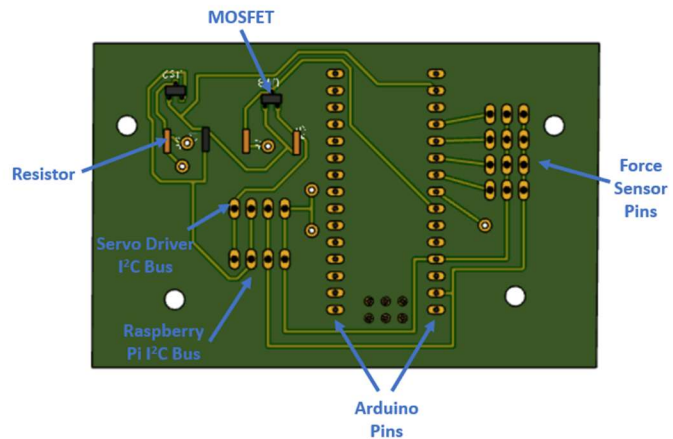 MOSFET
Resistor
Force
Sensor
Pins
Servo Driver
I²C Bus
Raspberry
Pi I²C Bus
Arduino
Pins